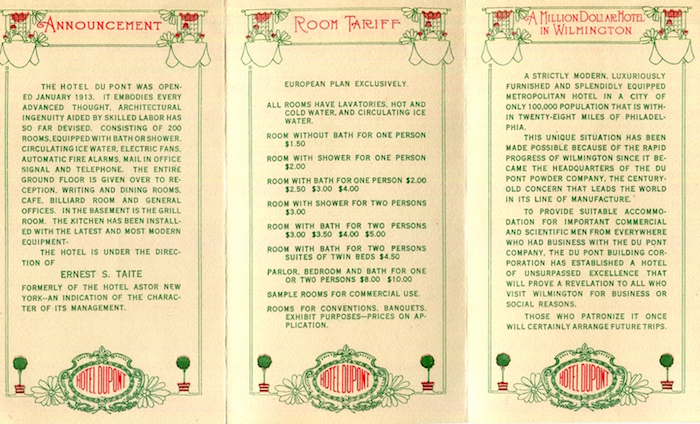 ANNOUNCEMENT
THE HOTEL DU PONT WAS OPEN-
ED JANUARY 1913. IT EMBODIES EVERY
ADVANCED THOUGHT, ARCHITECTURAL
INGENUITY AIDED BY SKILLED LABOR HAS
SO FAR DEVISED. CONSISTING OF 200
ROOMS, EQUIPPED WITH BATH OR SHOWER,
CIRCULATING ICE WATER, ELECTRIC FANS,
AUTOMATIC FIRE ALARMS, MAIL IN OFFICE
SIGNAL AND TELEPHONE. THE ENTIRE
GROUND FLOOR IS GIVEN OVER TO RE-
CEPTION, WRITING AND DINING ROOMS,
CAFE, BILLIARD ROOM AND GENERAL
OFFICES. IN THE BASEMENT IS THE GRILL
ROOM. THE KITCHEN HAS BEEN INSTALL-
ED WITH THE LATEST AND MOST MODERN
EQUIPMENT.
THE HOTEL IS UNDER THE DIREC-
TION OF
ERNEST S. TAITE
FORMERLY OF THE HOTEL ASTOR NEW
YORK—AN INDICATION OF THE CHARAC-
TER OF ITS MANAGEMENT.
HOTEL DUPONT
ROOM TARIFF
EUROPEAN PLAN EXCLUSIVELY.
ALL ROOMS HAVE LAVATORIES, HOT AND
COLD WATER, AND CIRCULATING ICE
WATER.
ROOM WITHOUT BATH FOR ONE PERSON
$1.50
ROOM WITH SHOWER FOR ONE PERSON
$2.00
ROOM WITH BATH FOR ONE PERSON $2.00
$2.50 $3.00 $4.00
ROOM WITH SHOWER FOR TWO PERSONS
$3.00
ROOM WITH BATH FOR TWO PERSONS
$3.00 $3.50 $4.00 $5.00
ROOM WITH BATH FOR TWO PERSONS
SUITES OF TWIN BEDS $4.50
PARLOR, BEDROOM AND BATH FOR ONE
OR TWO PERSONS $8.00 $10.00
SAMPLE ROOMS FOR COMMERCIAL USE.
ROOMS FOR CONVENTIONS, BANQUETS,
EXHIBIT PURPOSES—PRICES ON AP-
PLICATION.
HOTEL DUPONT
A MILLION DOLLAR HOTEL
IN WILMINGTON
A STRICTLY MODERN, LUXURIOUSLY
FURNISHED AND SPLENDIDLY EQUIPPED
METROPOLITAN HOTEL IN A CITY OF
ONLY 100,000 POPULATION THAT IS WITH-
IN TWENTY-EIGHT MILES OF PHILADEL-
PHIA.
THIS UNIQUE SITUATION HAS BEEN
MADE POSSIBLE BECAUSE OF THE RAPID
PROGRESS OF WILMINGTON SINCE IT BE-
CAME THE HEADQUARTERS OF THE DU
PONT POWDER COMPANY, THE CENTURY-
OLD CONCERN THAT LEADS THE WORLD
IN ITS LINE OF MANUFACTURE.
TO PROVIDE SUITABLE ACCOMMO-
DATION FOR IMPORTANT COMMERCIAL
AND SCIENTIFIC MEN FROM EVERYWHERE
WHO HAD BUSINESS WITH THE DU PONT
COMPANY, THE DU PONT BUILDING COR-
PORATION HAS ESTABLISHED A HOTEL
OF UNSURPASSED EXCELLENCE THAT
WILL PROVE A REVELATION TO ALL WHO
VISIT WILMINGTON FOR BUSINESS OR
SOCIAL REASONS.
THOSE WHO PATRONIZE IT ONCE
WILL CERTAINLY ARRANGE FUTURE TRIPS.
HOTEL DUPONT